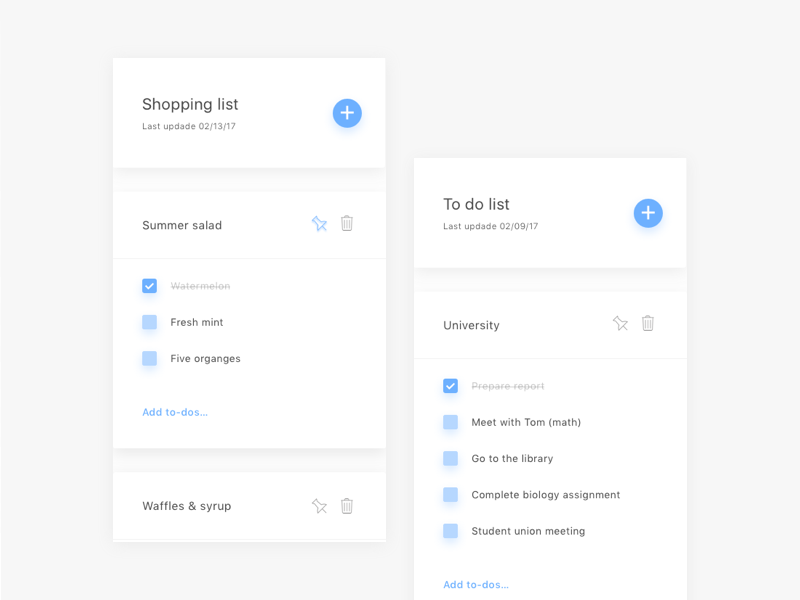 Shopping list
Last updade 02/13/17
Summer salad
Watermelon
Fresh mint
Five organges
Add to-dos...
Waffles & syrup
To do list
Last updade 02/09/17
University
Prepare report
Meet with Tom (math)
Go to the library
Complete biology assignment
Student union meeting
Add to-dos...